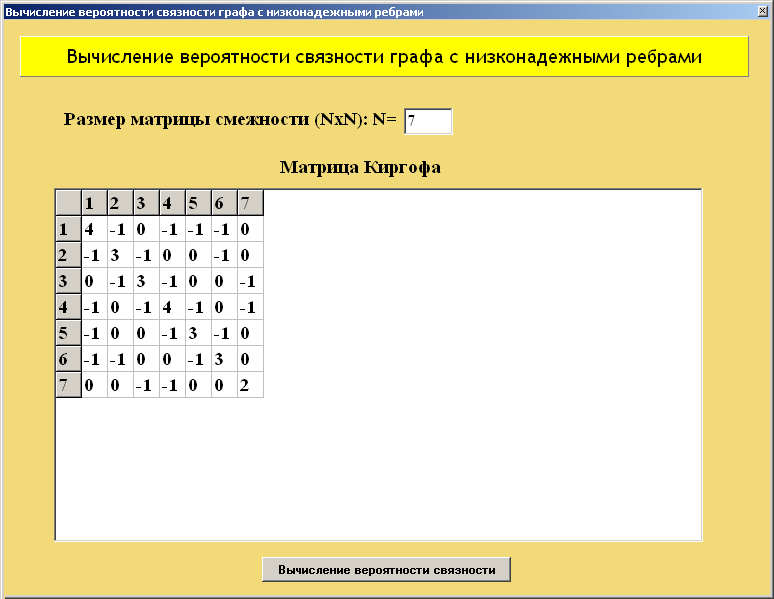 Вычисление вероятности связности графа с низконадежными ребрами
Вычисление вероятности связности графа с низконадежными ребрами
Размер матрицы смежности (NxN): N= 7
Матрица Киргофа
1 2 3 4 5 6 7
1 4 -1 0 -1 -1 -1 0
2 -1 3 -1 0 0 -1 0
3 0 -1 3 -1 0 0 -1
4 -1 0 -1 4 -1 0 -1
5 -1 0 0 -1 3 -1 0
6 -1 -1 0 0 -1 3 0
7 0 0 -1 -1 0 0 2
Вычисление вероятности связности